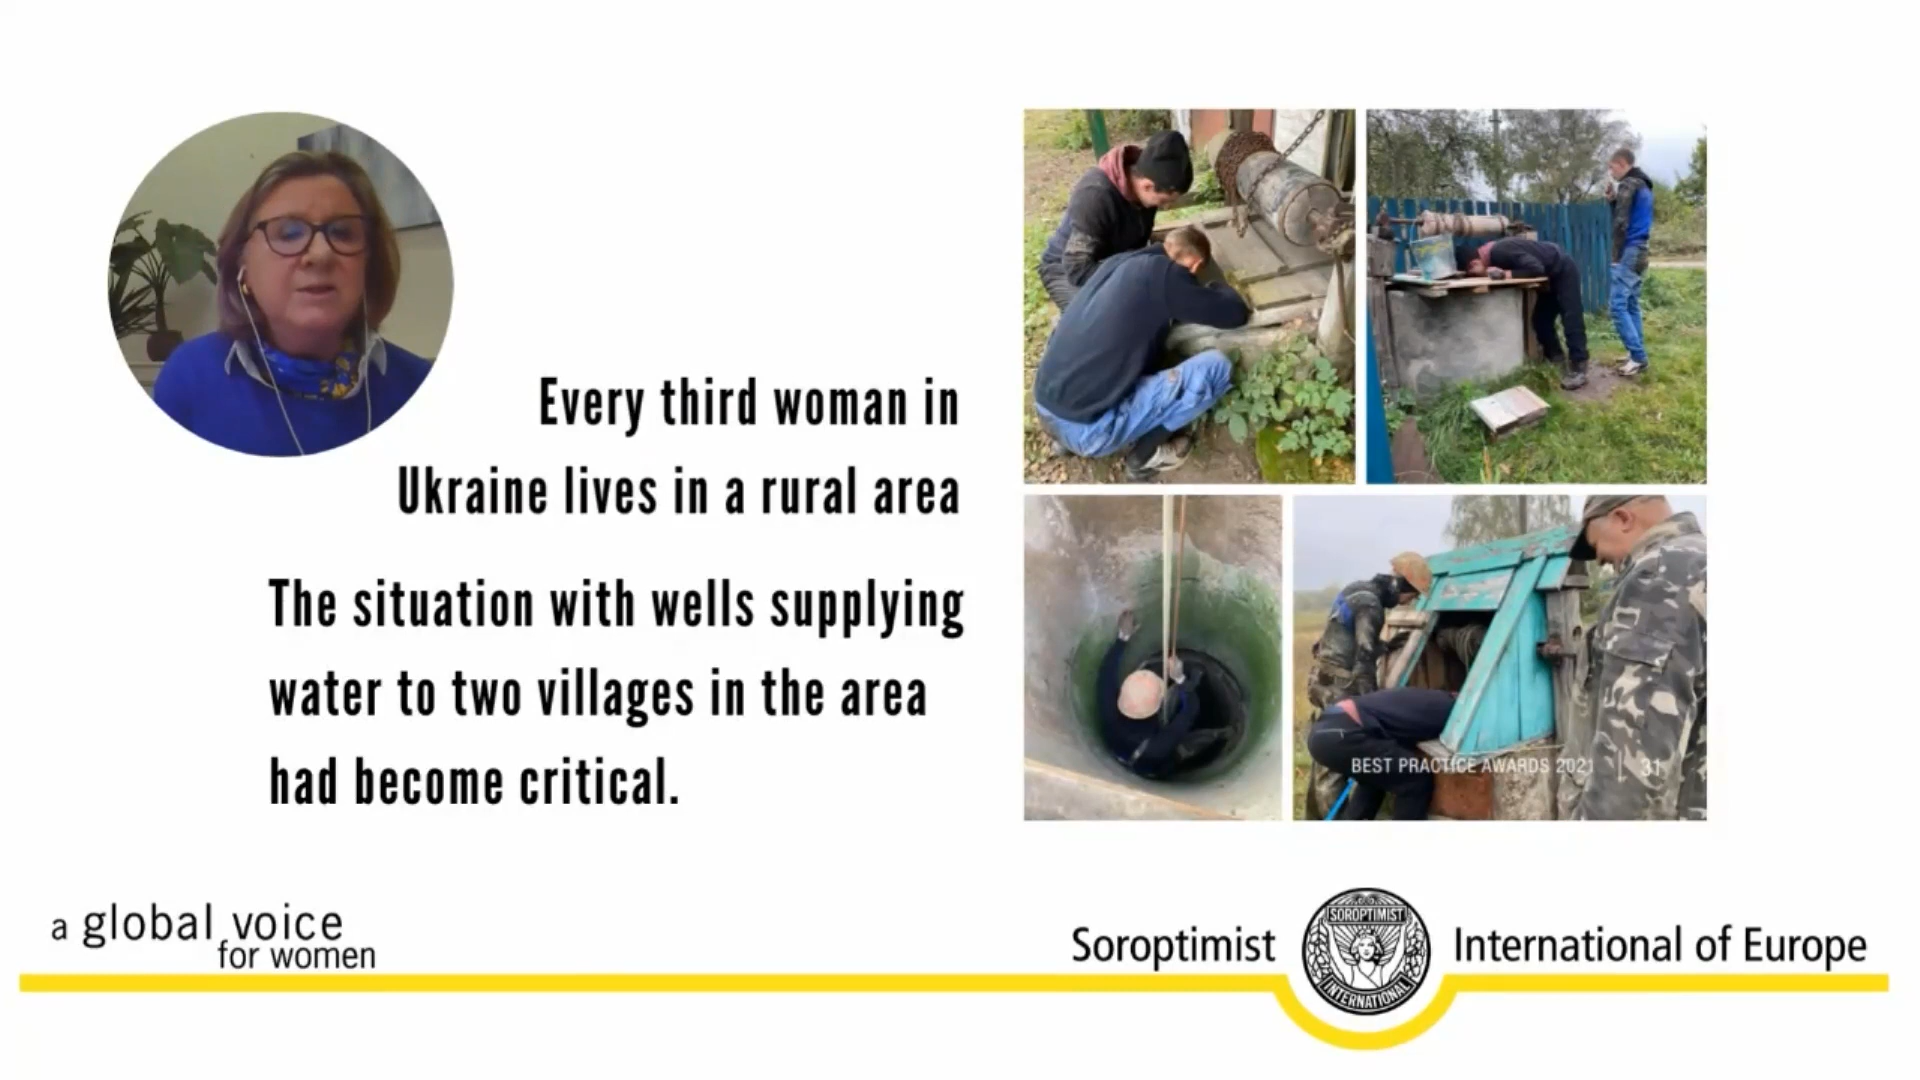 Every third woman in
Ukraine lives in a rural area
The situation with wells supplying
water to two villages in the area
had become critical.
BEST PRACTICE AWARDS 2021 | 31
a global voice
for women
Soroptimist
SOROPTIMIST
INTERNATIONAL
International of Europe